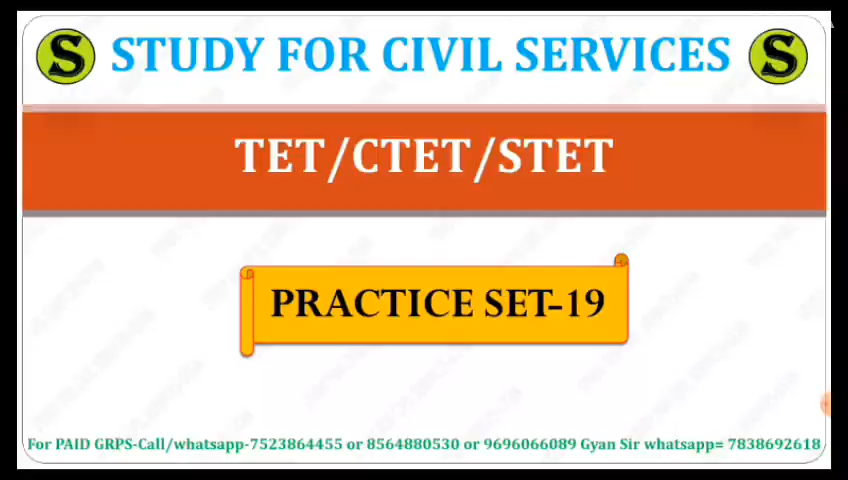 S STUDY FOR CIVIL SERVICES S
TET/CTET/STET
PRACTICE SET-19
For PAID GRPS-Call/whatsapp-7523864455 or 8564880530 or 9696066089 Gyan Sir whatsapp= 7838692618